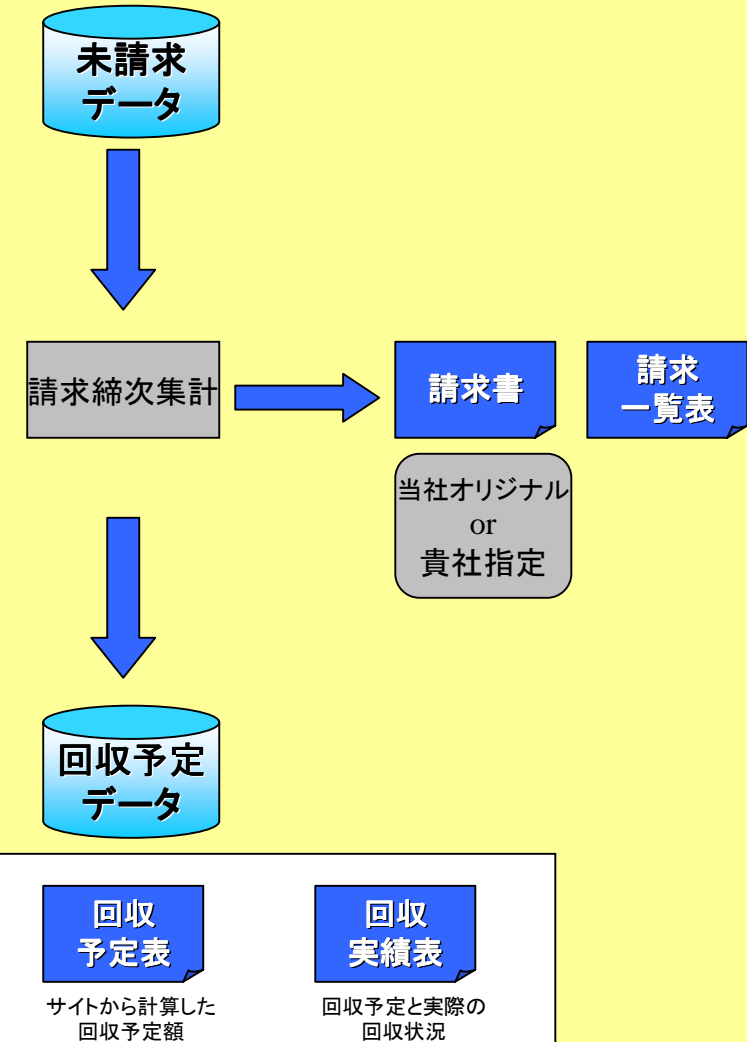 未請求
データ
請求締次集計
請求書
請求
一覧表
当社オリジナル
or
貴社指定
回収予定
データ
回収
予定表
サイトから計算した
回収予定額
回収
実績表
回収予定と実際の
回収状況